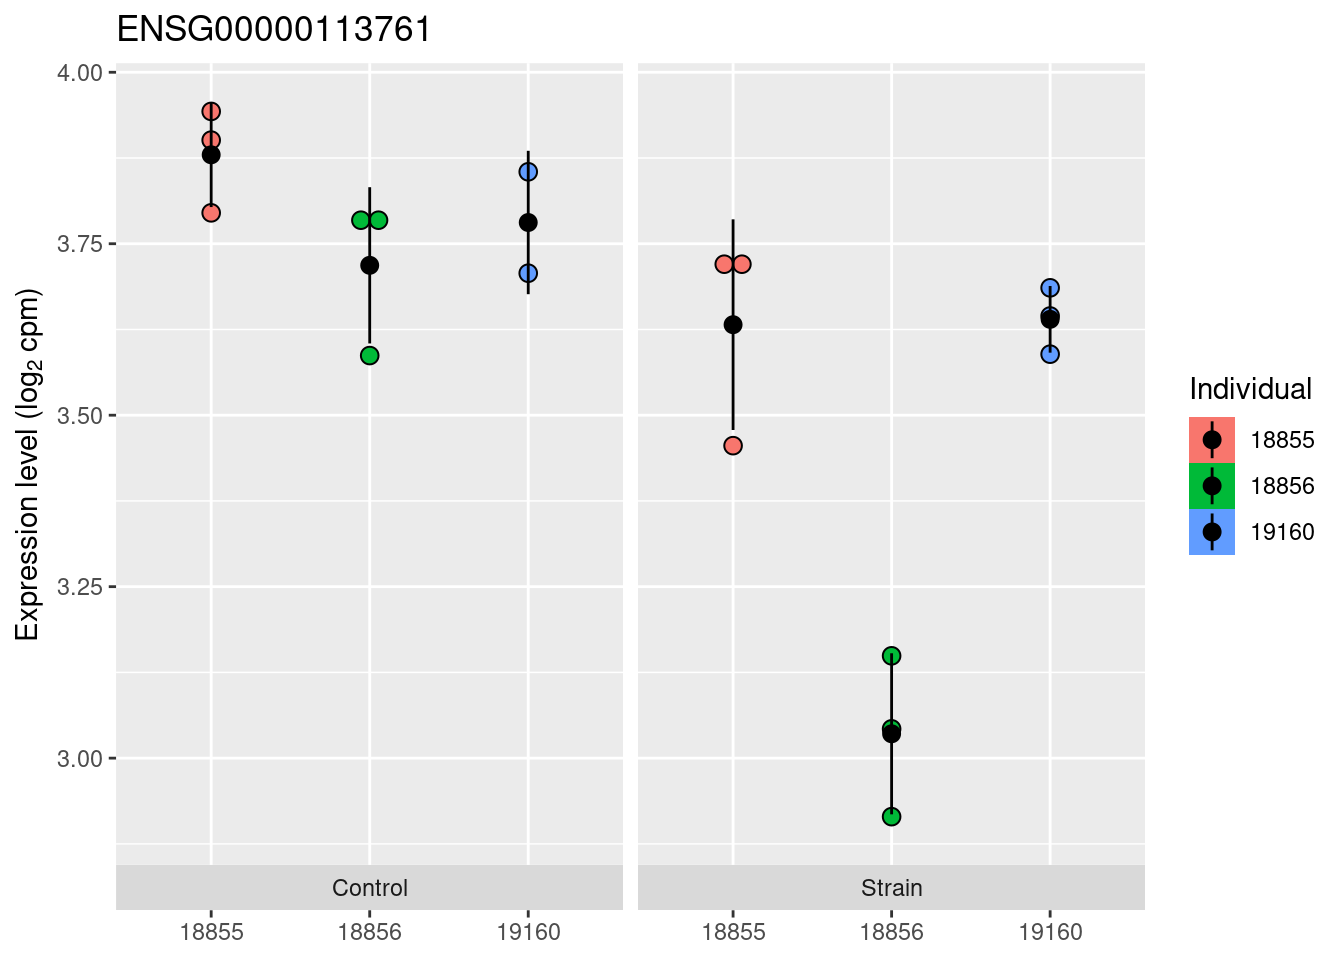 ENSG00000113761
Expression level (log₂ cpm)
4.00
3.75
3.50
3.25
3.00
Control
Strain
18855
18856
19160
18855
18856
19160
Individual
18855
18856
19160